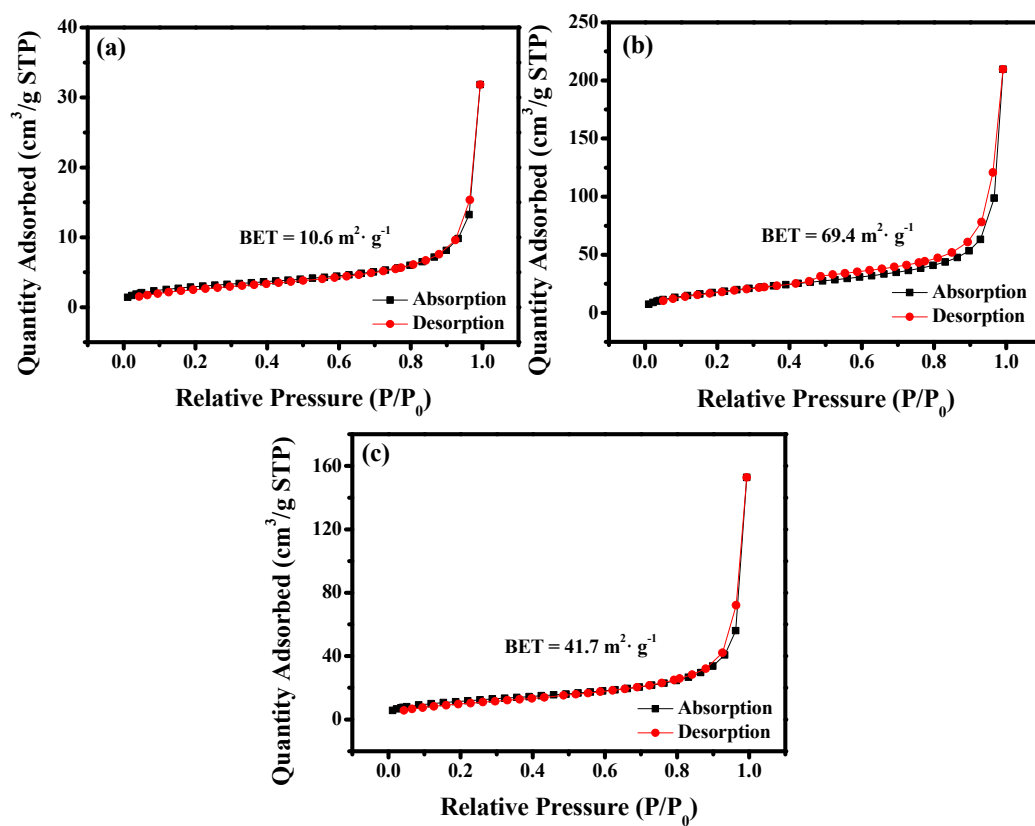 (a)
Quantity Adsorbed (cm³/g STP)
40
30
20
10
0
BET = 10.6 m²· g⁻¹
Absorption
Desorption
0.0 0.2 0.4 0.6 0.8 1.0
Relative Pressure (P/P₀)
(b)
Quantity Adsorbed (cm³/g STP)
250
200
150
100
50
0
BET = 69.4 m²· g⁻¹
Absorption
Desorption
0.0 0.2 0.4 0.6 0.8 1.0
Relative Pressure (P/P₀)
(c)
Quantity Adsorbed (cm³/g STP)
160
120
80
40
0
BET = 41.7 m²· g⁻¹
Absorption
Desorption
0.0 0.2 0.4 0.6 0.8 1.0
Relative Pressure (P/P₀)